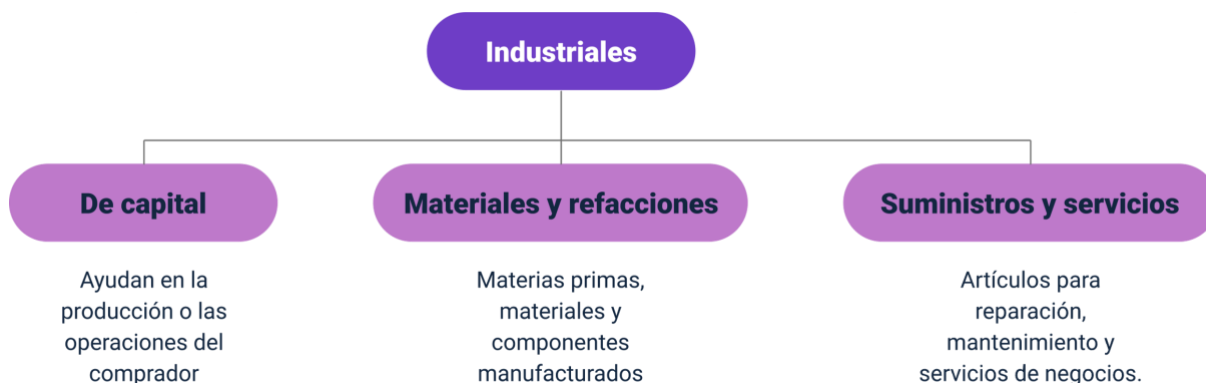 Industriales
De capital
Materiales y refacciones
Suministros y servicios
Ayudan en la
producción o las
operaciones del
comprador
Materias primas,
materiales y
componentes
manufacturados
Artículos para
reparación,
mantenimiento y
servicios de negocios.